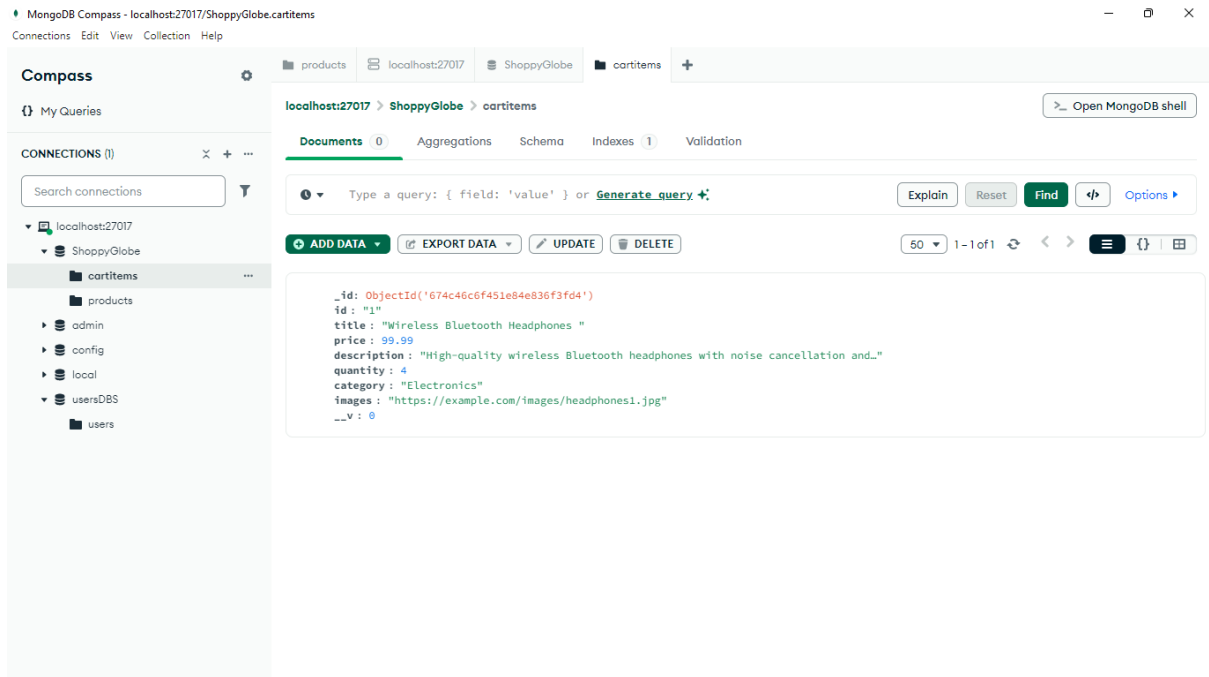 MongoDB Compass - localhost:27017/ShoppyGlobe.cartitems
Connections Edit View Collection Help
Compass
{} My Queries
CONNECTIONS (1)
Search connections
localhost:27017
ShoppyGlobe
cartitems
products
admin
config
local
usersDBS
users
products localhost:27017 ShoppyGlobe cartitems
localhost:27017 > ShoppyGlobe > cartitems
>_ Open MongoDB shell
Documents 0 Aggregations Schema Indexes 1 Validation
Type a query: { field: 'value' } or Generate query
Explain Reset Find </> Options
ADD DATA EXPORT DATA UPDATE DELETE
50 1 – 1 of 1 {}
_id: ObjectId('674c46c6f451e84e836f3fd4')
id : "1"
title : "Wireless Bluetooth Headphones "
price : 99.99
description : "High-quality wireless Bluetooth headphones with noise cancellation and…"
quantity : 4
category : "Electronics"
images : "https://example.com/images/headphones1.jpg"
__v : 0